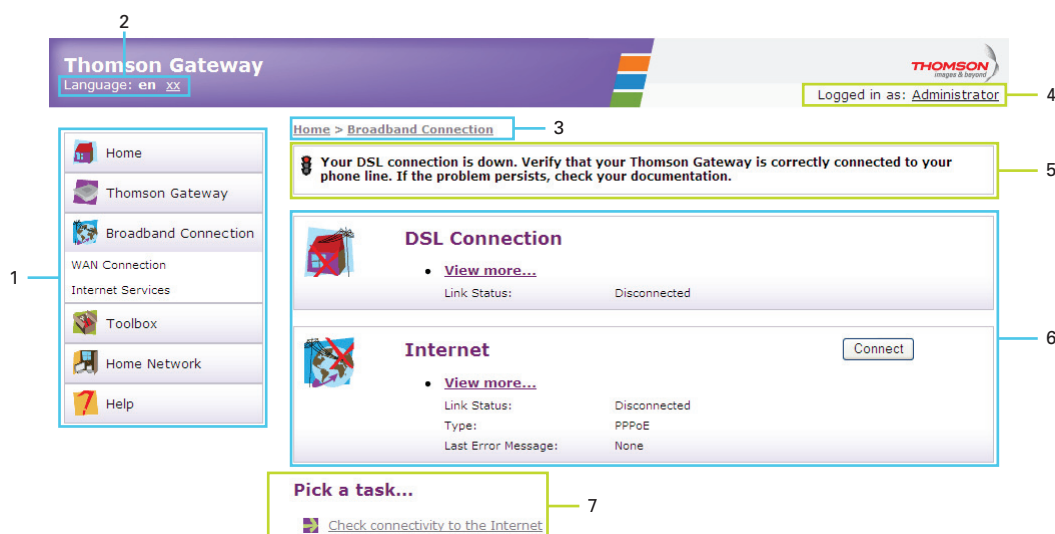 2
Thomson Gateway
Language: en xx
THOMSON
images & beyond
Logged in as: Administrator
4
Home > Broadband Connection
3
Your DSL connection is down. Verify that your Thomson Gateway is correctly connected to your
phone line. If the problem persists, check your documentation.
5
1
Home
Thomson Gateway
Broadband Connection
WAN Connection
Internet Services
Toolbox
Home Network
Help
DSL Connection
View more...
Link Status: Disconnected
Internet
Connect
6
View more...
Link Status: Disconnected
Type: PPPoE
Last Error Message: None
Pick a task...
7
Check connectivity to the Internet